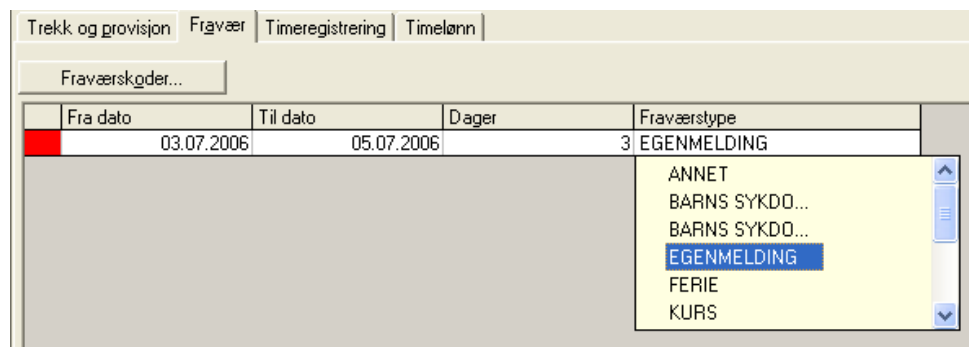 Trekk og provisjon Fravær Timeregistrering Timelønn
Fraværskoder...
Fra dato Til dato Dager Fraværstype
03.07.2006 05.07.2006 3 EGENMELDING
ANNET
BARNS SYKDO...
BARNS SYKDO...
EGENMELDING
FERIE
KURS